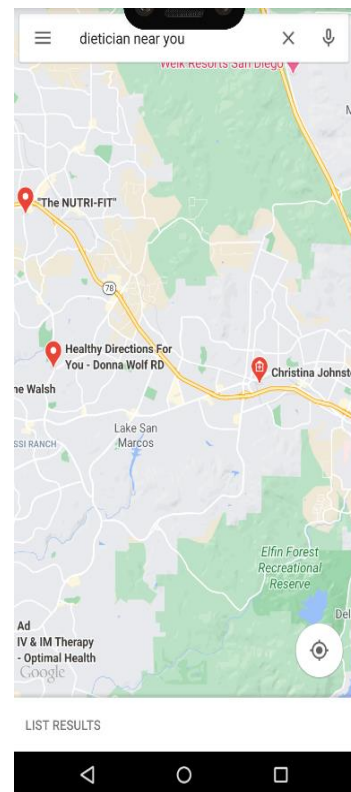 dietician near you
Welk Resorts San Diego
"The NUTRI-FIT"
78
Healthy Directions For
You - Donna Wolf RD
Christina Johnst
ne Walsh
Lake San
Marcos
SSI RANCH
Elfin Forest
Recreational
Reserve
Del
Ad
IV & IM Therapy
- Optimal Health
Google
LIST RESULTS